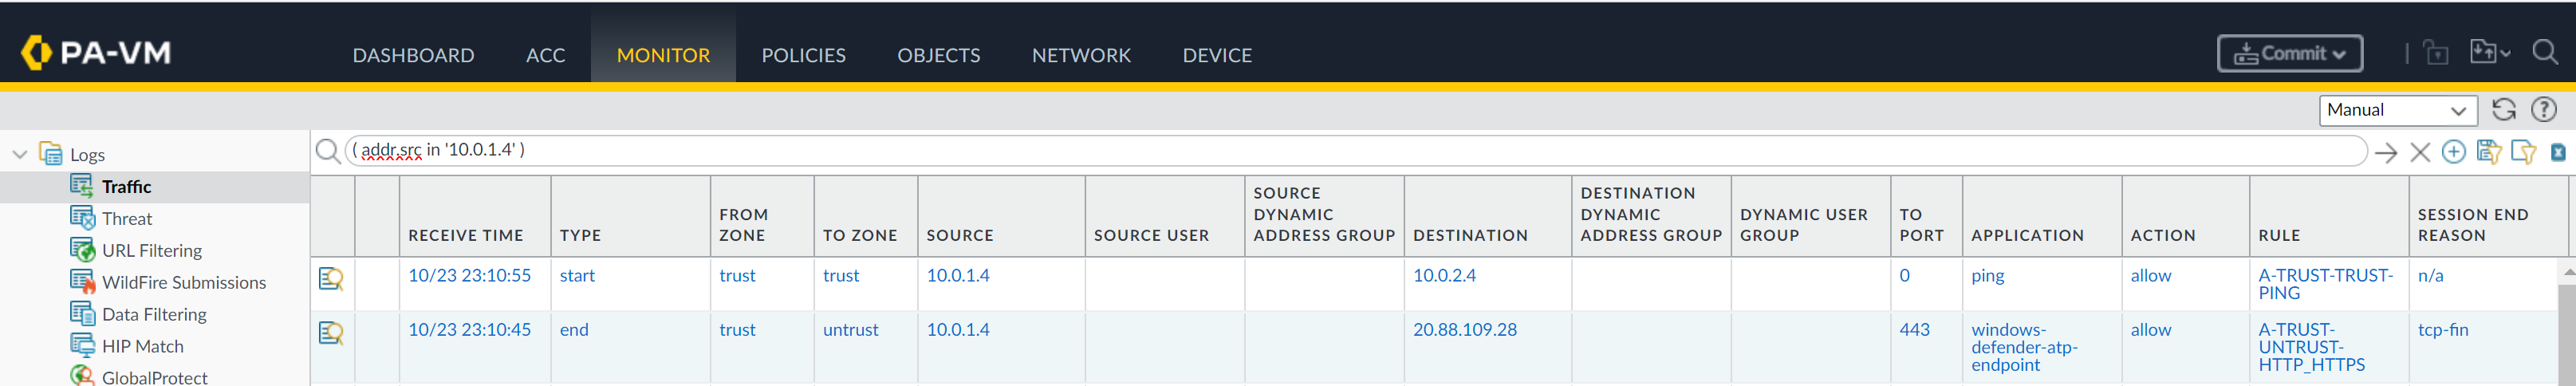 PA-VM DASHBOARD ACC MONITOR POLICIES OBJECTS NETWORK DEVICE Commit
Manual
Logs
Traffic
Threat
URL Filtering
WildFire Submissions
Data Filtering
HIP Match
GlobalProtect
( addr.src in '10.0.1.4' )
RECEIVE TIME
TYPE
FROM
ZONE
TO ZONE
SOURCE
SOURCE USER
SOURCE
DYNAMIC
ADDRESS GROUP
DESTINATION
DESTINATION
DYNAMIC
ADDRESS GROUP
DYNAMIC USER
GROUP
TO
PORT
APPLICATION
ACTION
RULE
SESSION END
REASON
10/23 23:10:55
start
trust
trust
10.0.1.4
10.0.2.4
0
ping
allow
A-TRUST-TRUST-
PING
n/a
10/23 23:10:45
end
trust
untrust
10.0.1.4
20.88.109.28
443
windows-
defender-atp-
endpoint
allow
A-TRUST-
UNTRUST-
HTTP_HTTPS
tcp-fin